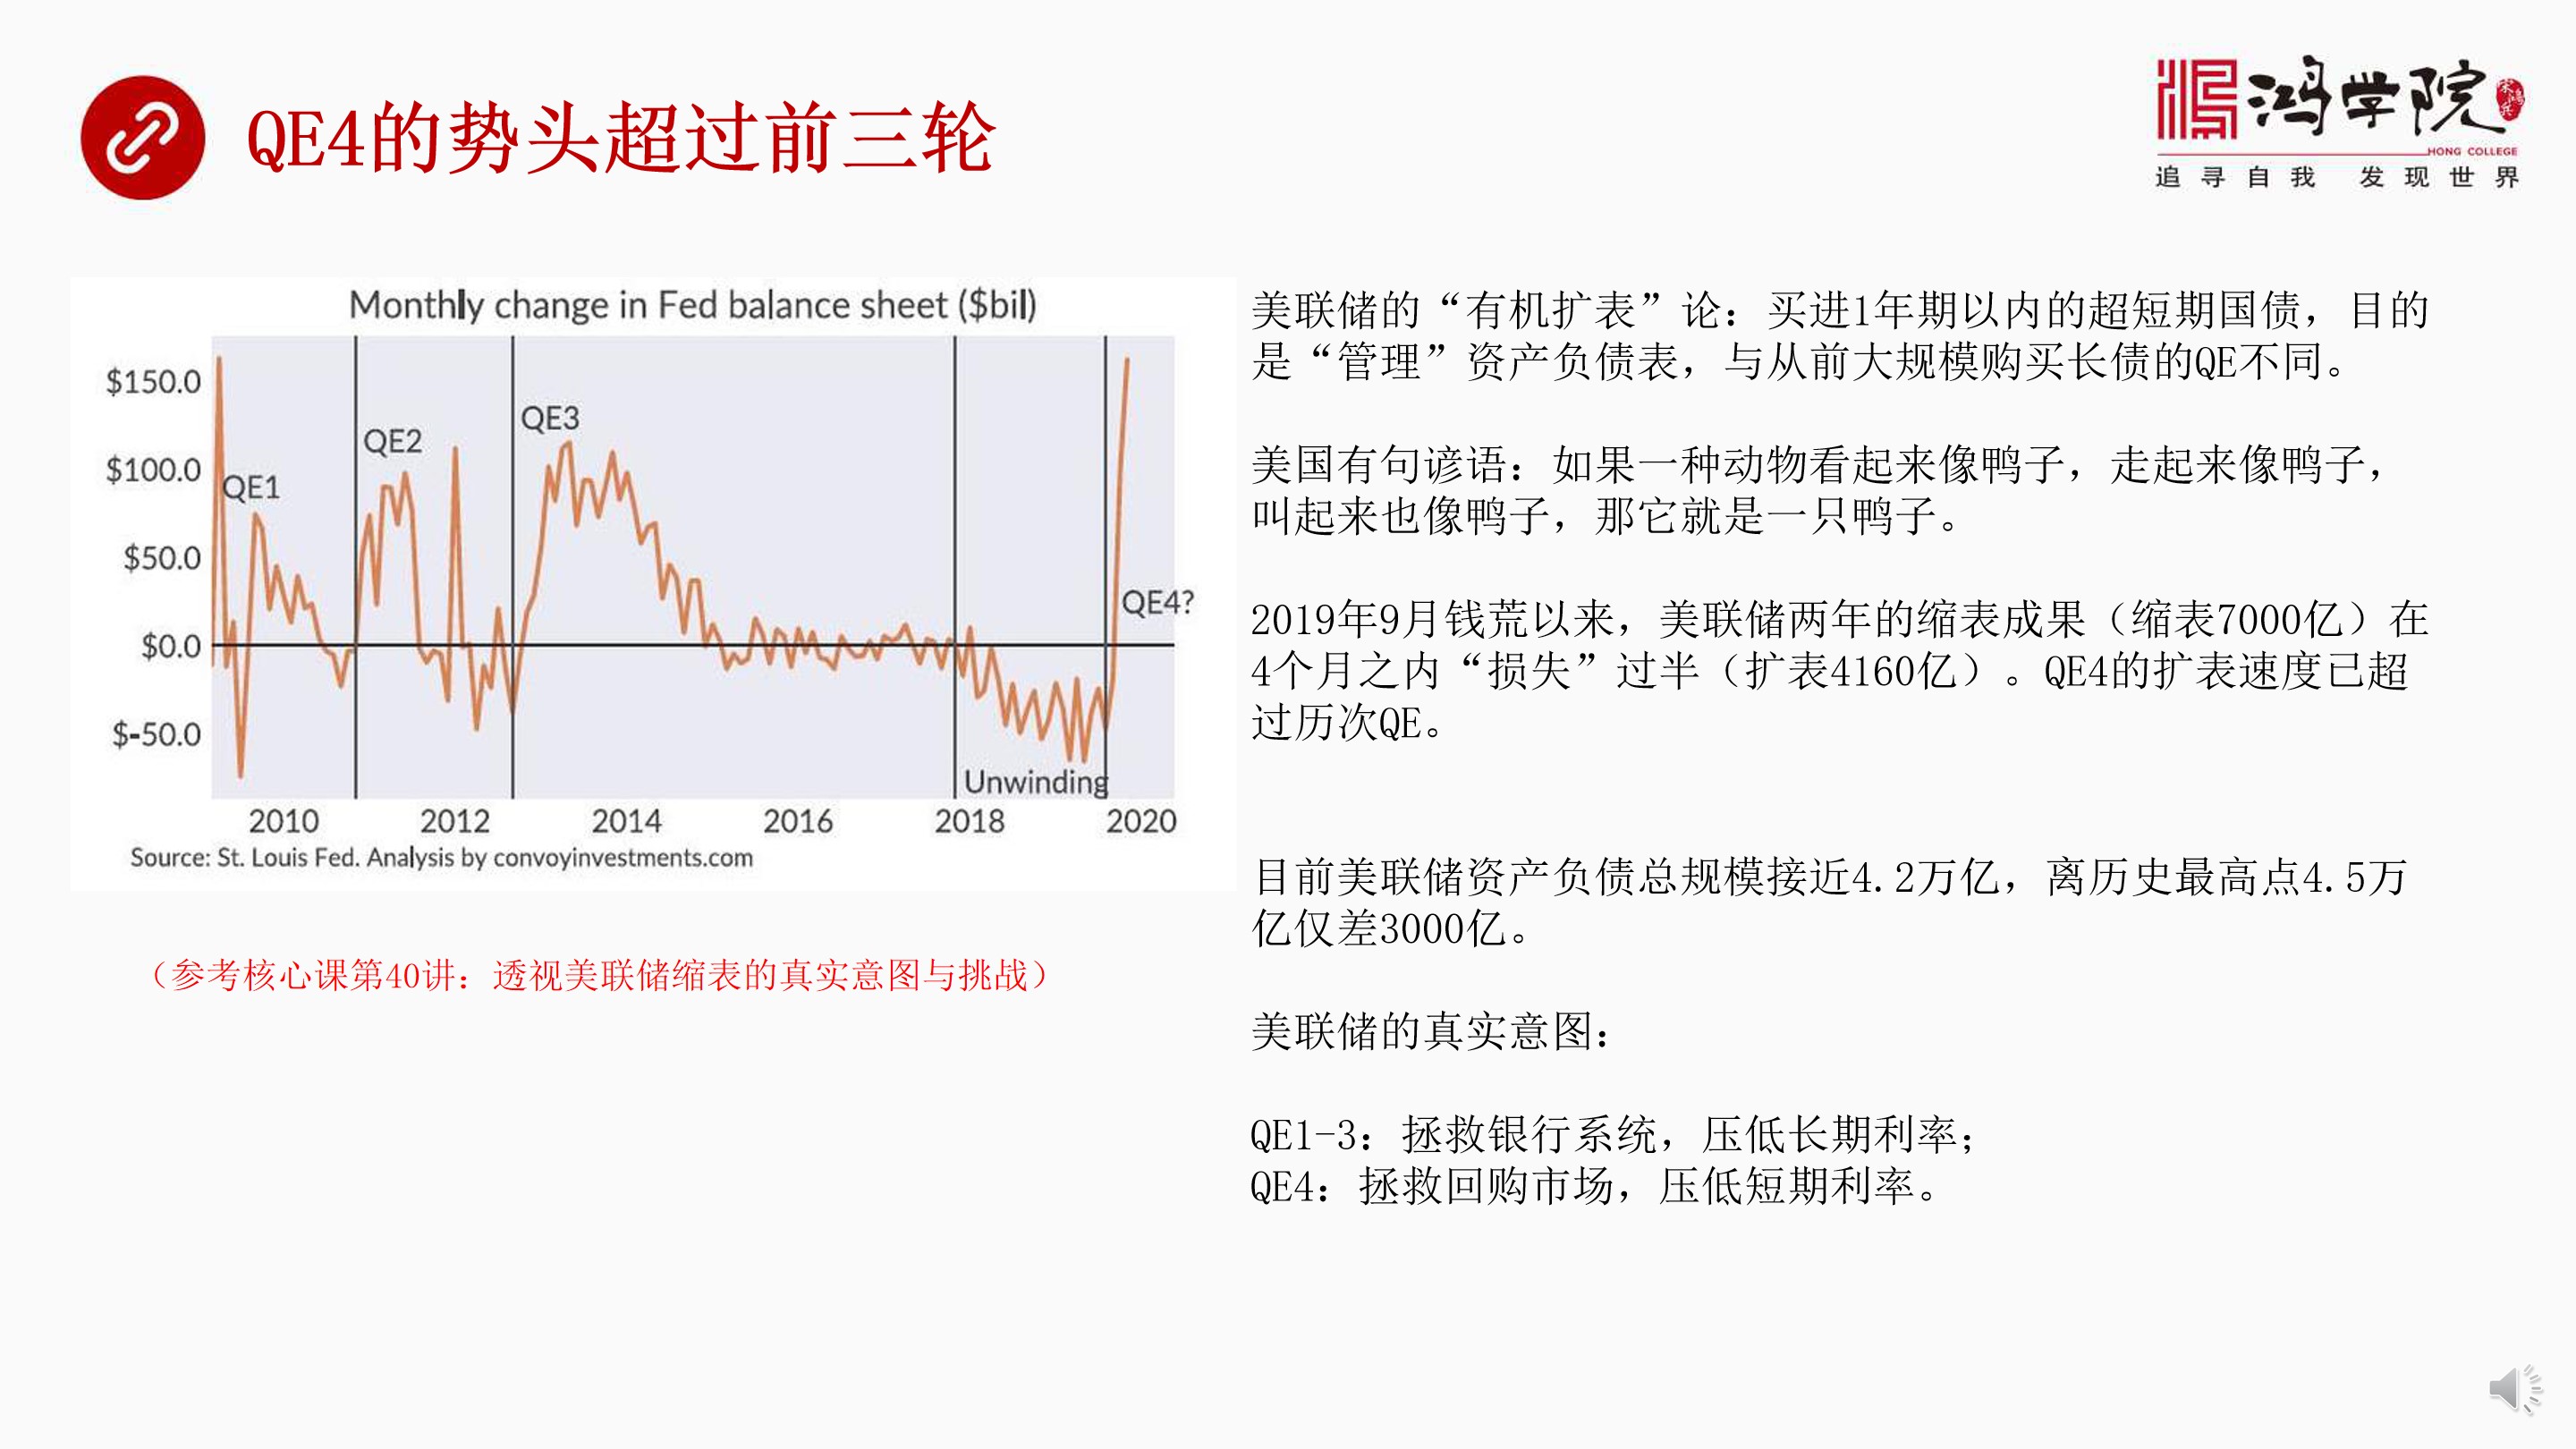 QE4的势头超过前三轮
鸿学院
HONG COLLEGE
追寻自我 发现世界
Monthly change in Fed balance sheet ($bil)
$150.0
$100.0
$50.0
$0.0
$-50.0
QE1
QE2
QE3
QE4?
Unwinding
2010 2012 2014 2016 2018 2020
Source: St. Louis Fed. Analysis by convoyinvestments.com
（参考核心课第40讲：透视美联储缩表的真实意图与挑战）
美联储的“有机扩表”论：买进1年期以内的超短期国债，目的
是“管理”资产负债表，与从前大规模购买长债的QE不同。
美国有句谚语：如果一种动物看起来像鸭子，走起来像鸭子，
叫起来也像鸭子，那它就是一只鸭子。
2019年9月钱荒以来，美联储两年的缩表成果（缩表7000亿）在
4个月之内“损失”过半（扩表4160亿）。QE4的扩表速度已超
过历次QE。
目前美联储资产负债总规模接近4.2万亿，离历史最高点4.5万
亿仅差3000亿。
美联储的真实意图：
QE1-3：拯救银行系统，压低长期利率；
QE4：拯救回购市场，压低短期利率。